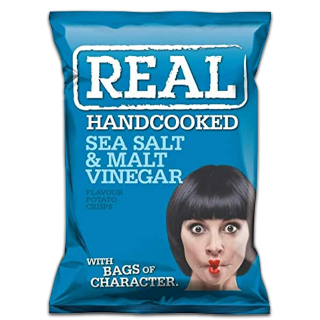 REAL
HANDCOOKED
SEA SALT
& MALT
VINEGAR
FLAVOUR
POTATO
CRISPS
WITH
BAGS OF
CHARACTER.